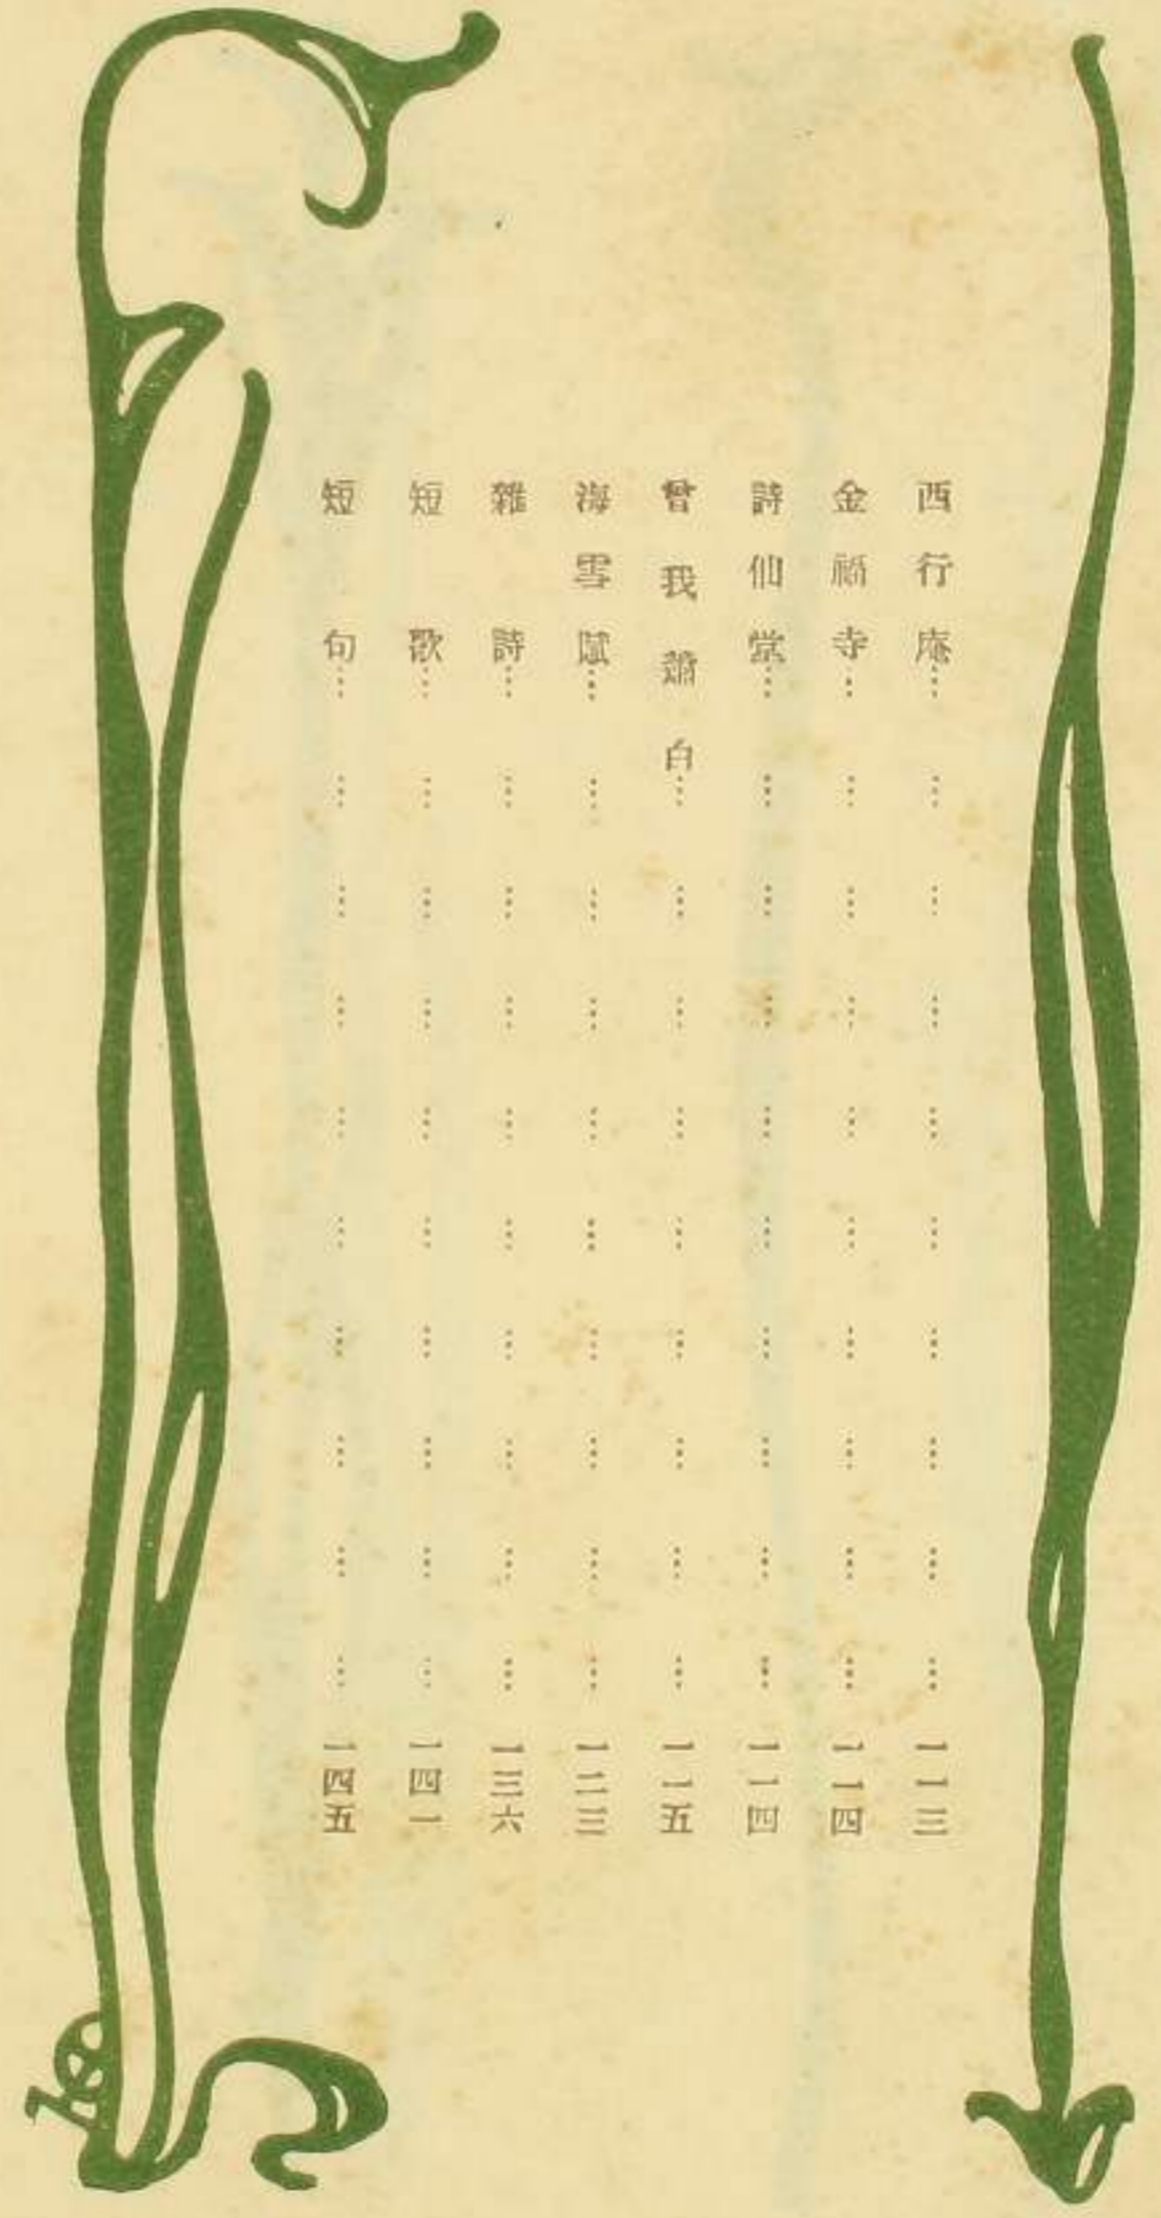 西行庵…………………………一一三
金福寺…………………………一一四
詩仙堂…………………………一一四
曾我蕭白…………………………一一五
海雪賦…………………………一二三
雜詩…………………………一三六
短歌…………………………一四一
短句…………………………一四五